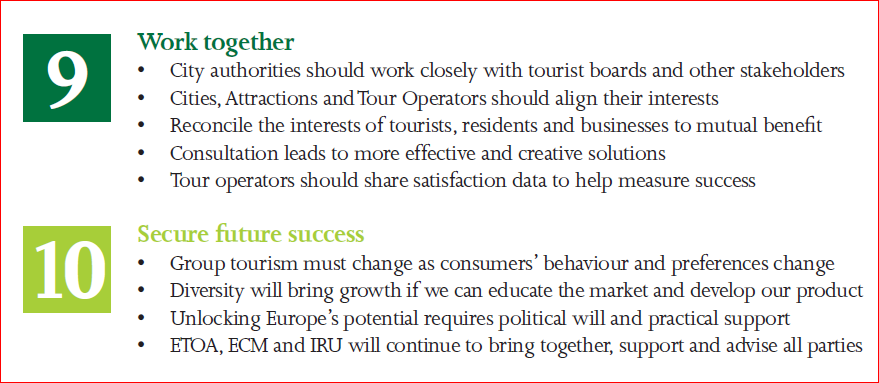 9
Work together
• City authorities should work closely with tourist boards and other stakeholders
• Cities, Attractions and Tour Operators should align their interests
• Reconcile the interests of tourists, residents and businesses to mutual benefit
• Consultation leads to more effective and creative solutions
• Tour operators should share satisfaction data to help measure success
10
Secure future success
• Group tourism must change as consumers’ behaviour and preferences change
• Diversity will bring growth if we can educate the market and develop our product
• Unlocking Europe’s potential requires political will and practical support
• ETOA, ECM and IRU will continue to bring together, support and advise all parties